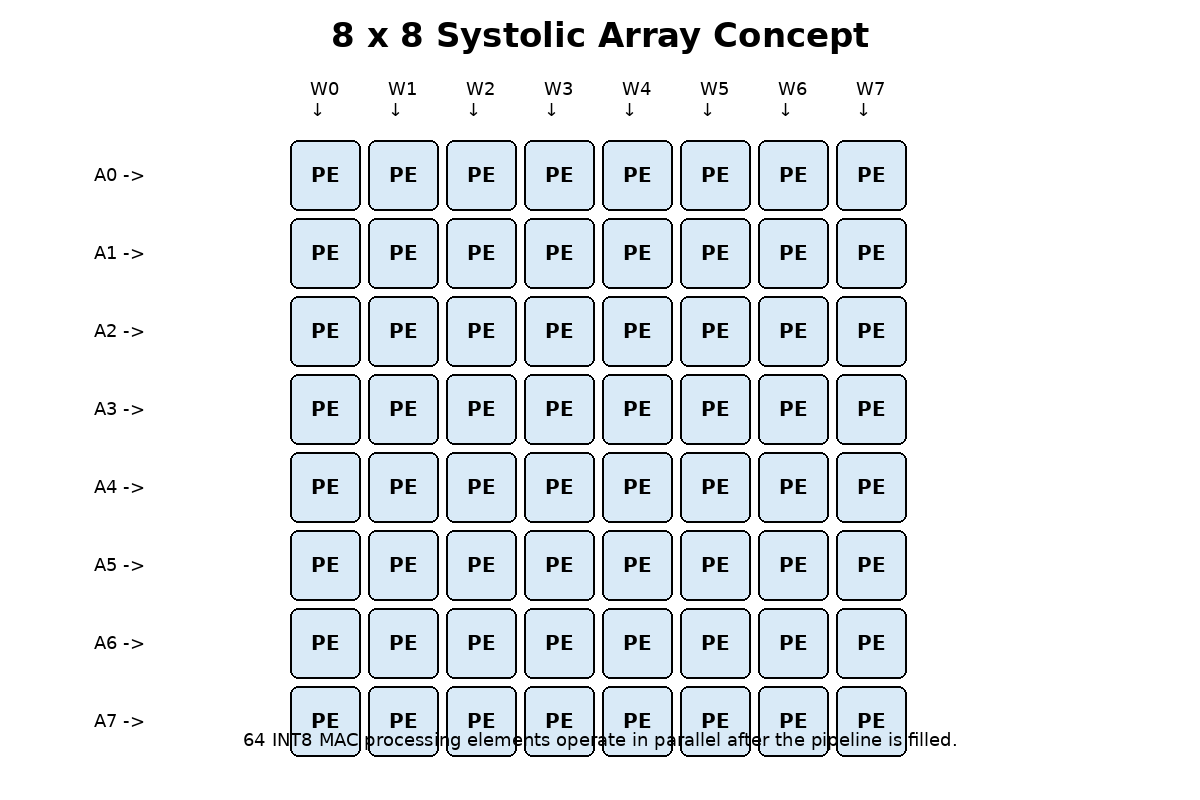 8 x 8 Systolic Array Concept
W0 W1 W2 W3 W4 W5 W6 W7
↓ ↓ ↓ ↓ ↓ ↓ ↓ ↓
A0 -> PE PE PE PE PE PE PE PE
A1 -> PE PE PE PE PE PE PE PE
A2 -> PE PE PE PE PE PE PE PE
A3 -> PE PE PE PE PE PE PE PE
A4 -> PE PE PE PE PE PE PE PE
A5 -> PE PE PE PE PE PE PE PE
A6 -> PE PE PE PE PE PE PE PE
A7 -> PE PE PE PE PE PE PE PE
64 INT8 MAC processing elements operate in parallel after the pipeline is filled.